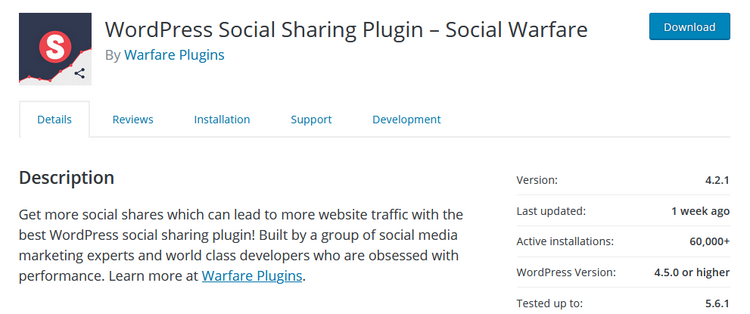 S
WordPress Social Sharing Plugin – Social Warfare
By Warfare Plugins
Download
Details
Reviews
Installation
Support
Development
Description
Get more social shares which can lead to more website traffic with the
best WordPress social sharing plugin! Built by a group of social media
marketing experts and world class developers who are obsessed with
performance. Learn more at Warfare Plugins.
Version: 4.2.1
Last updated: 1 week ago
Active installations: 60,000+
WordPress Version: 4.5.0 or higher
Tested up to: 5.6.1